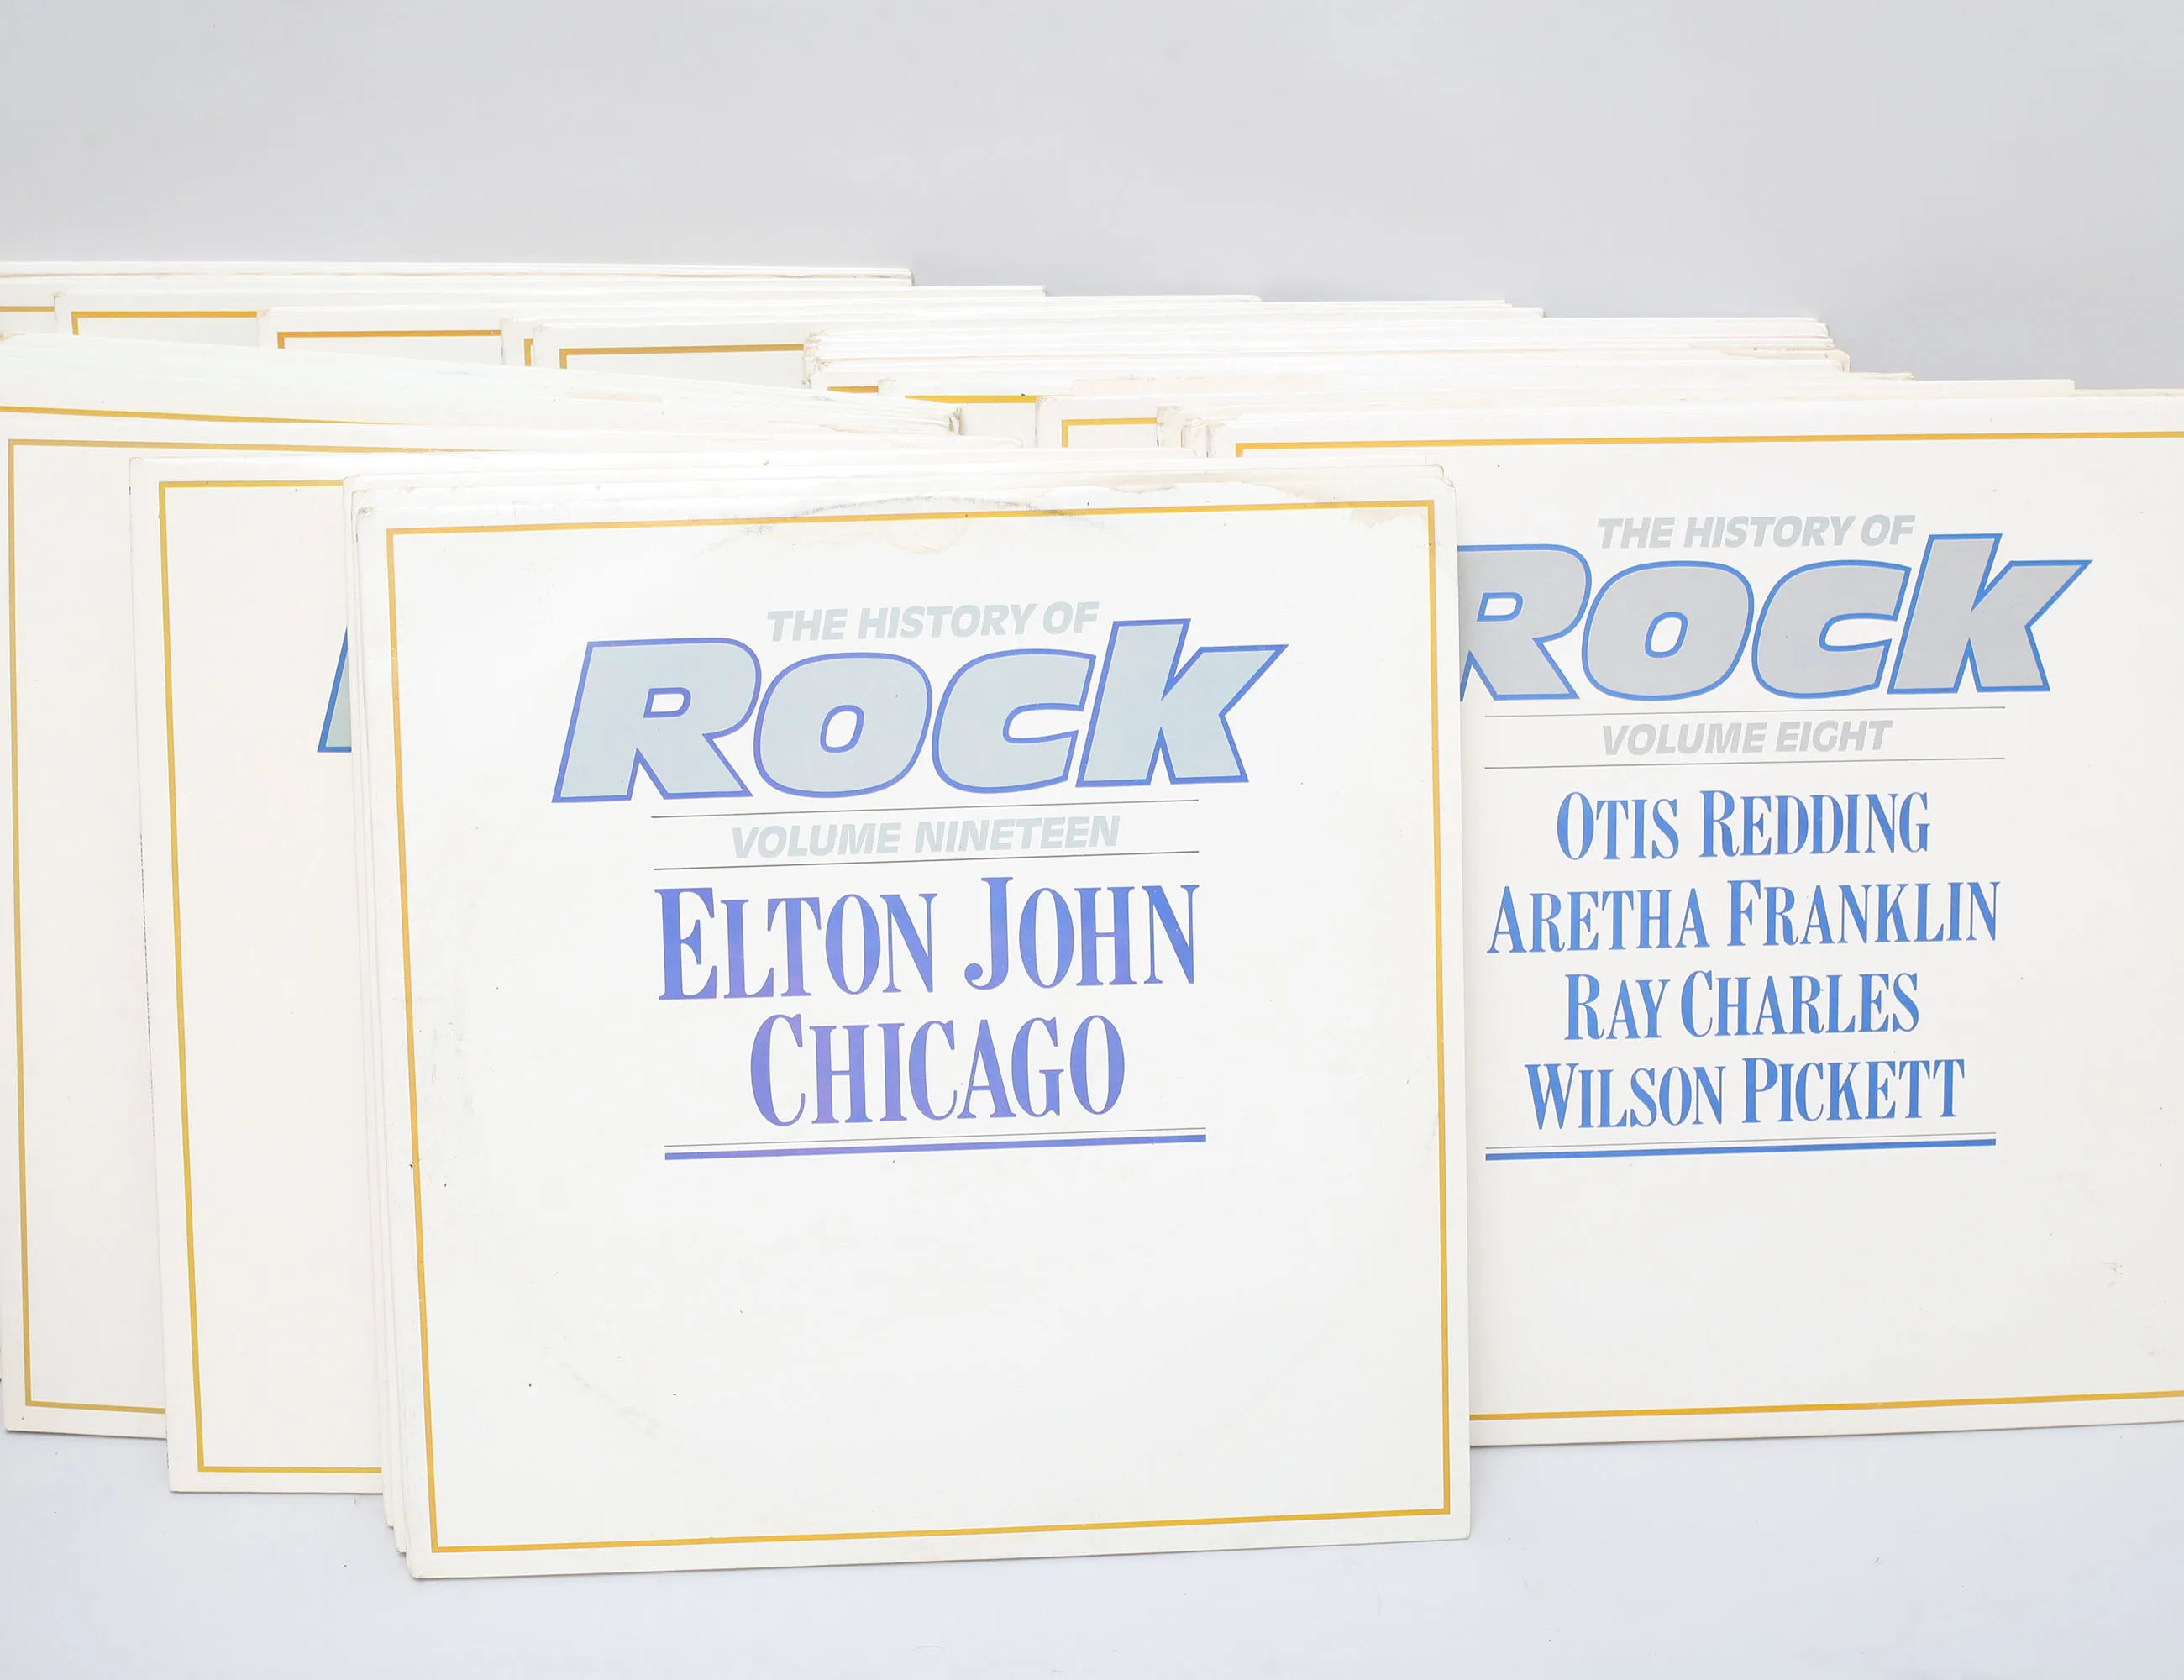 THE HISTORY OF
ROCK
VOLUME NINETEEN
ELTON JOHN
CHICAGO
THE HISTORY OF
ROCK
VOLUME EIGHT
OTIS REDDING
ARETHA FRANKLIN
RAY CHARLES
WILSON PICKETT